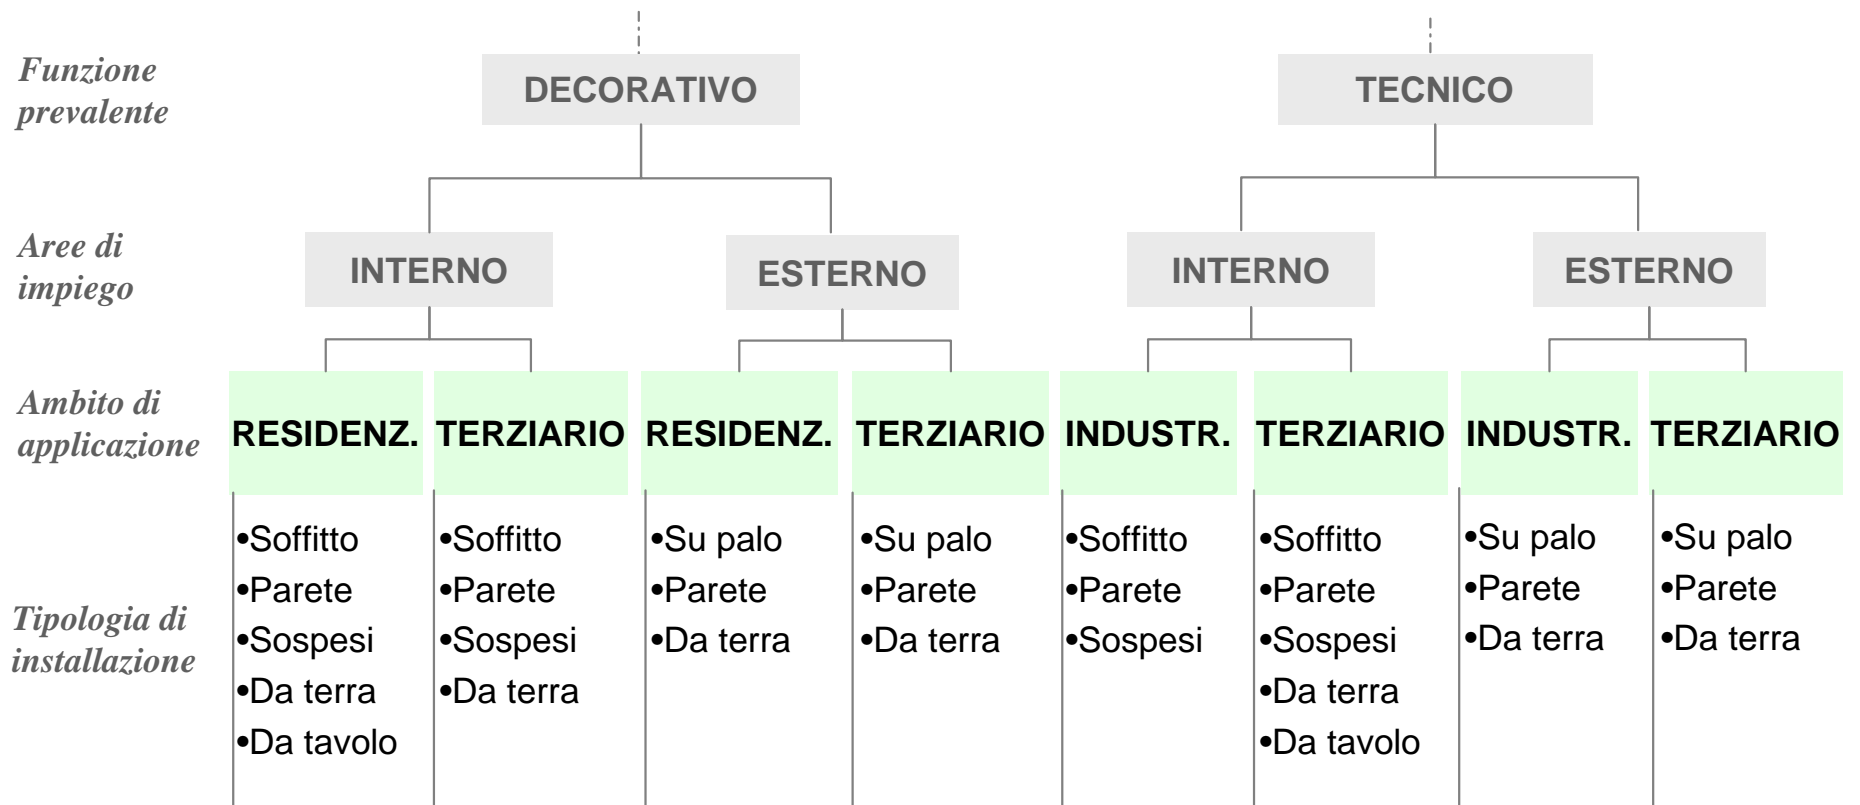 Funzione
prevalente
DECORATIVO
TECNICO
Aree di
impiego
INTERNO
ESTERNO
INTERNO
ESTERNO
Ambito di
applicazione
RESIDENZ.
TERZIARIO
RESIDENZ.
TERZIARIO
INDUSTR.
TERZIARIO
INDUSTR.
TERZIARIO
Tipologia di
installazione
•Soffitto
•Parete
•Sospesi
•Da terra
•Da tavolo
•Soffitto
•Parete
•Sospesi
•Da terra
•Su palo
•Parete
•Da terra
•Su palo
•Parete
•Da terra
•Soffitto
•Parete
•Sospesi
•Soffitto
•Parete
•Sospesi
•Da terra
•Da tavolo
•Su palo
•Parete
•Da terra
•Su palo
•Parete
•Da terra